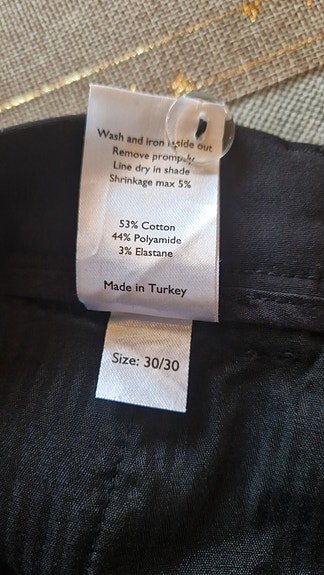 Wash and iron inside out
Remove promptly
Line dry in shade
Shrinkage max 5%
53% Cotton
44% Polyamide
3% Elastane
Made in Turkey
Size: 30/30